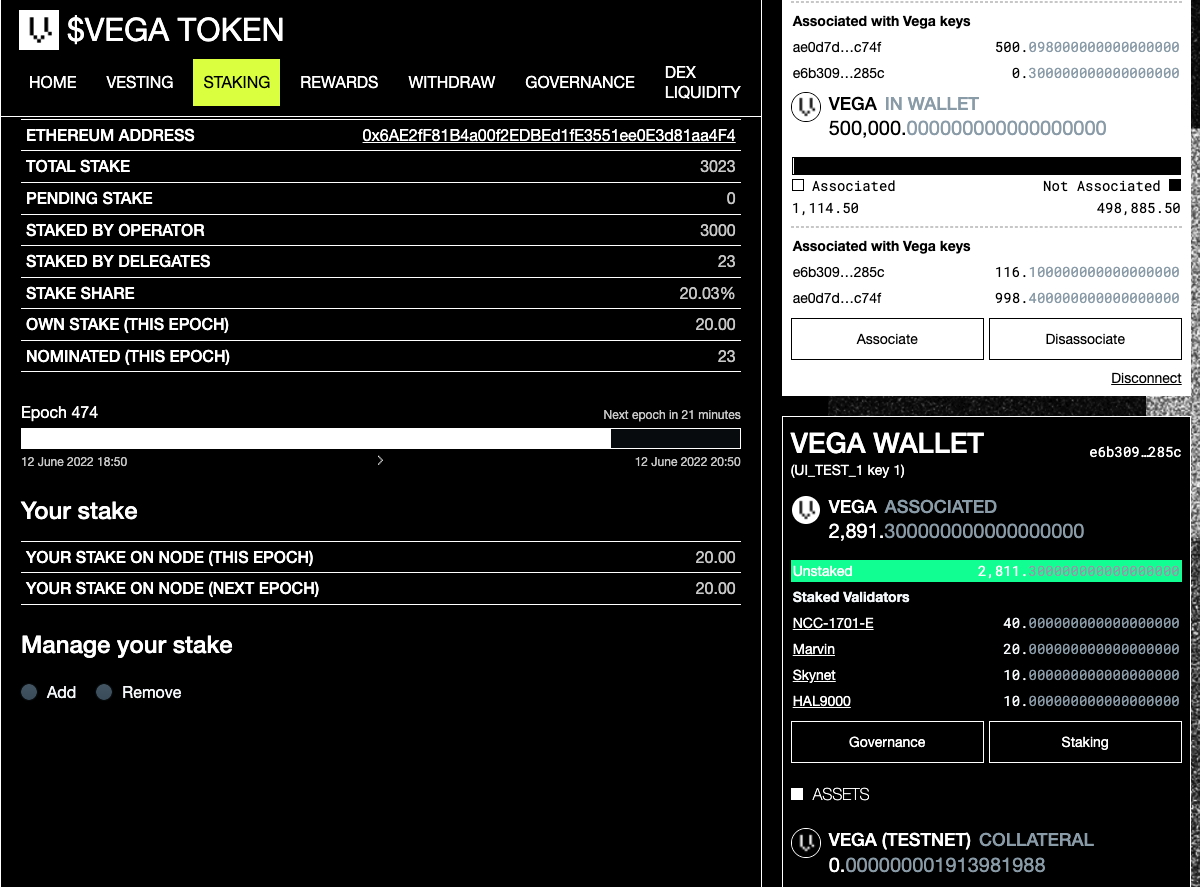 $VEGA TOKEN
HOME VESTING STAKING REWARDS WITHDRAW GOVERNANCE DEX LIQUIDITY
ETHEREUM ADDRESS 0x6AE2fF81B4a00f2EDBEd1fE3551ee0E3d81aa4F4
TOTAL STAKE 3023
PENDING STAKE 0
STAKED BY OPERATOR 3000
STAKED BY DELEGATES 23
STAKE SHARE 20.03%
OWN STAKE (THIS EPOCH) 20.00
NOMINATED (THIS EPOCH) 23
Epoch 474 Next epoch in 21 minutes
12 June 2022 18:50 12 June 2022 20:50
Your stake
YOUR STAKE ON NODE (THIS EPOCH) 20.00
YOUR STAKE ON NODE (NEXT EPOCH) 20.00
Manage your stake
Add Remove
Associated with Vega keys
ae0d7d…c74f 500.098000000000000000
e6b309…285c 0.300000000000000000
VEGA IN WALLET
500,000.000000000000000000
Associated Not Associated
1,114.50 498,885.50
Associated with Vega keys
e6b309…285c 116.100000000000000000
ae0d7d…c74f 998.400000000000000000
Associate Disassociate
Disconnect
VEGA WALLET e6b309…285c
(UI_TEST_1 key 1)
VEGA ASSOCIATED
2,891.300000000000000000
Unstaked 2,811.300000000000000000
Staked Validators
NCC-1701-E 40.000000000000000000
Marvin 20.000000000000000000
Skynet 10.000000000000000000
HAL9000 10.000000000000000000
Governance Staking
ASSETS
VEGA (TESTNET) COLLATERAL
0.000000001913981988